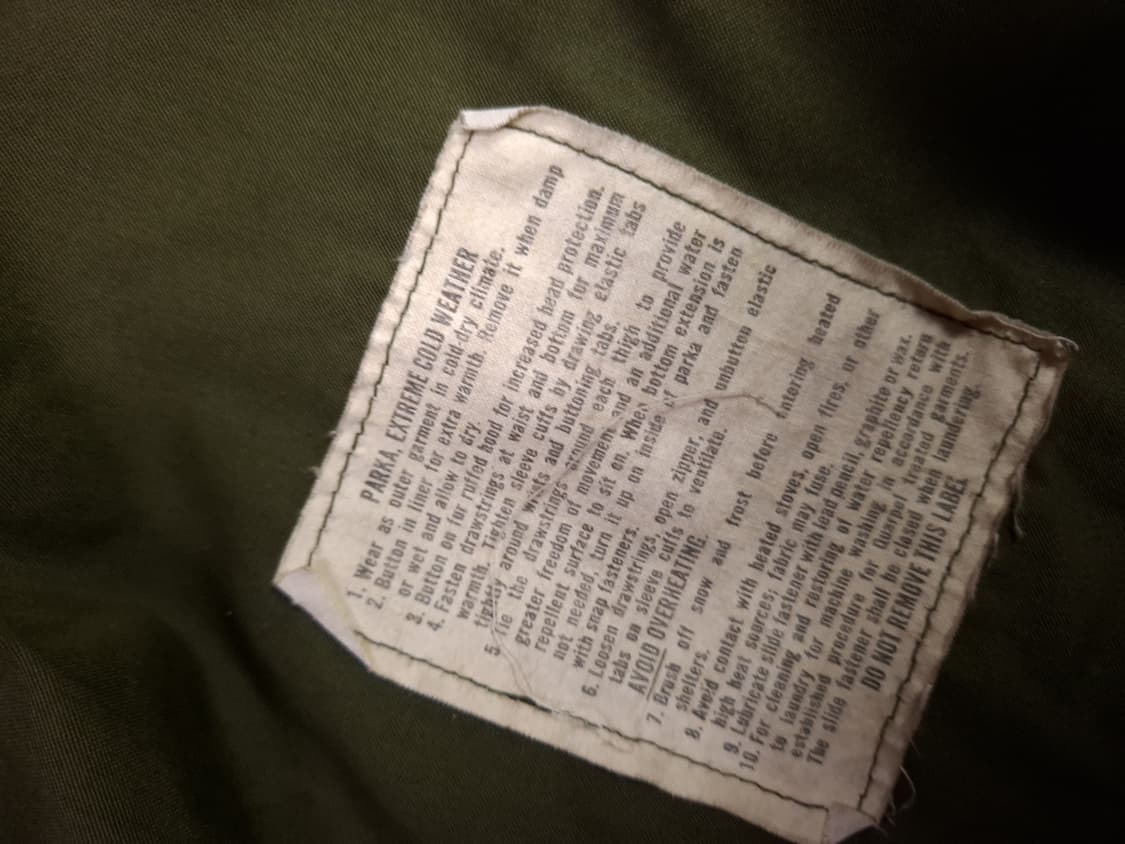 PARKA, EXTREME COLD WEATHER
1. Wear as outer garment in cold-dry climate.
2. Button in liner for extra warmth. Remove it when damp
or wet and allow to dry.
3. Button on fur ruffed hood for increased head protection.
4. Fasten drawstrings at waist and bottom for maximum
warmth. Tighten sleeve cuffs by drawing elastic tabs
tightly around wrists and buttoning tabs.
5. Tie the drawstrings around each thigh to provide
greater freedom of movement and an additional water
repellent surface to sit on. When bottom extension is
not needed, turn it up on inside of parka and fasten
with snap fasteners.
6. Loosen drawstrings, open zipper, and unbutton elastic
tabs on sleeve cuffs to ventilate.
AVOID OVERHEATING.
7. Brush off snow and frost before entering heated
shelters.
8. Avoid contact with heated stoves, open fires, or other
high heat sources; fabric may fuse.
9. Lubricate slide fastener with lead pencil, graphite or wax.
10. For cleaning and restoring of water repellency return
to laundry for machine washing in accordance with
established procedure for Quarpel treated garments.
The slide fastener shall be closed when laundering.
DO NOT REMOVE THIS LABEL